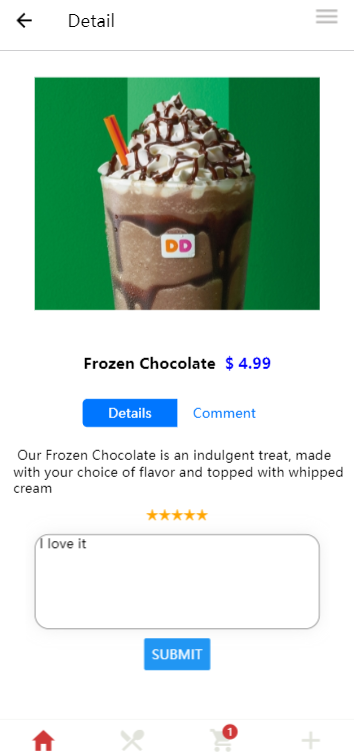 Detail
DD
Frozen Chocolate $ 4.99
Details Comment
Our Frozen Chocolate is an indulgent treat, made
with your choice of flavor and topped with whipped
cream
I love it
SUBMIT
1